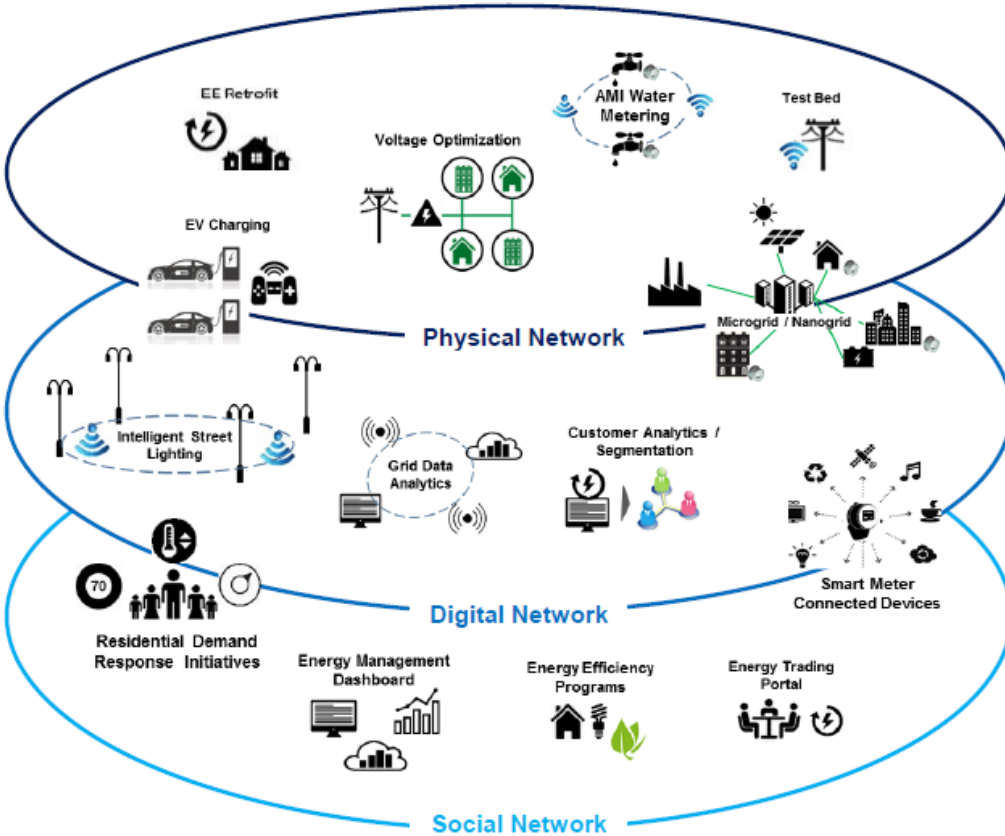 EE Retrofit
AMI Water
Metering
Test Bed
Voltage Optimization
EV Charging
Physical Network
Microgrid / Nanogrid
Intelligent Street
Lighting
Grid Data
Analytics
Customer Analytics /
Segmentation
70
Smart Meter
Connected Devices
Digital Network
Residential Demand
Response Initiatives
Energy Management
Dashboard
Energy Efficiency
Programs
Energy Trading
Portal
Social Network